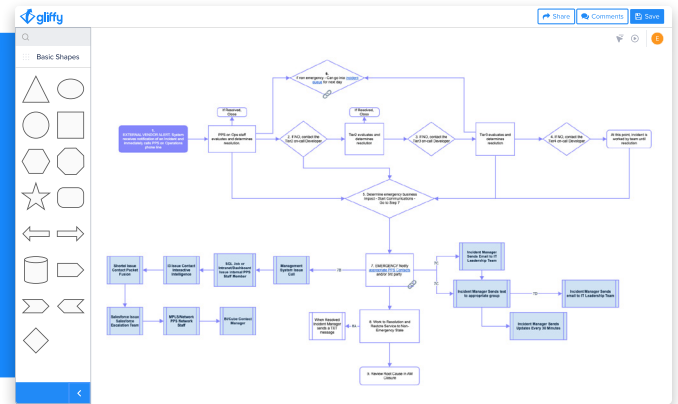 gliffy
Share
Comments
Save
Basic Shapes
E
If not emergency - Can go into
queue for next day
1.
EXTERNAL VENDOR ALERT: System
receives notification of an incident and
immediately calls PPS on Operations
phone line
PPS on Ops staff
evaluates and determines
resolution
If Resolved,
Close
2. If NO, contact the
Tier2 on-call Developer
Tier2 evaluates and
determines
resolution
If Resolved,
Close
3. If NO, contact the
Tier3 on-call Developer
Tier3 evaluates and
determines
resolution
4. If NO, contact the
Tier4 on-call Developer
At this point, incident is
worked by team until
resolution
5. Determine emergency business
impact - Start Communications -
Go to Step 7
Shortel Issue
Contact Packet
Fusion
I3 Issue Contact
Interactive
Intelligence
SQL Job or
Intranet/Dashboard
Issue internal PPS
Staff Member
Management
System Issue
Call
7. EMERGENCY Notify
appropriate PPS Contacts
and/or 3rd party
Incident Manager
Sends Email to IT
Leadership Team
Incident Manager Sends text
to appropriate group
Incident Manager Sends
email to IT Leadership Team
Incident Manager Sends
Updates Every 30 Minutes
Salesforce Issue
Salesforce
Escalation Team
MPLS/Network
PPS Network
Staff
BillGuis Contact
Manager
When Resolved
Incident Manager
sends a 10/1
message
8. Work to Resolution and
Restore Service to Non-
Emergency State
9. Review Root Cause in AM
Closure